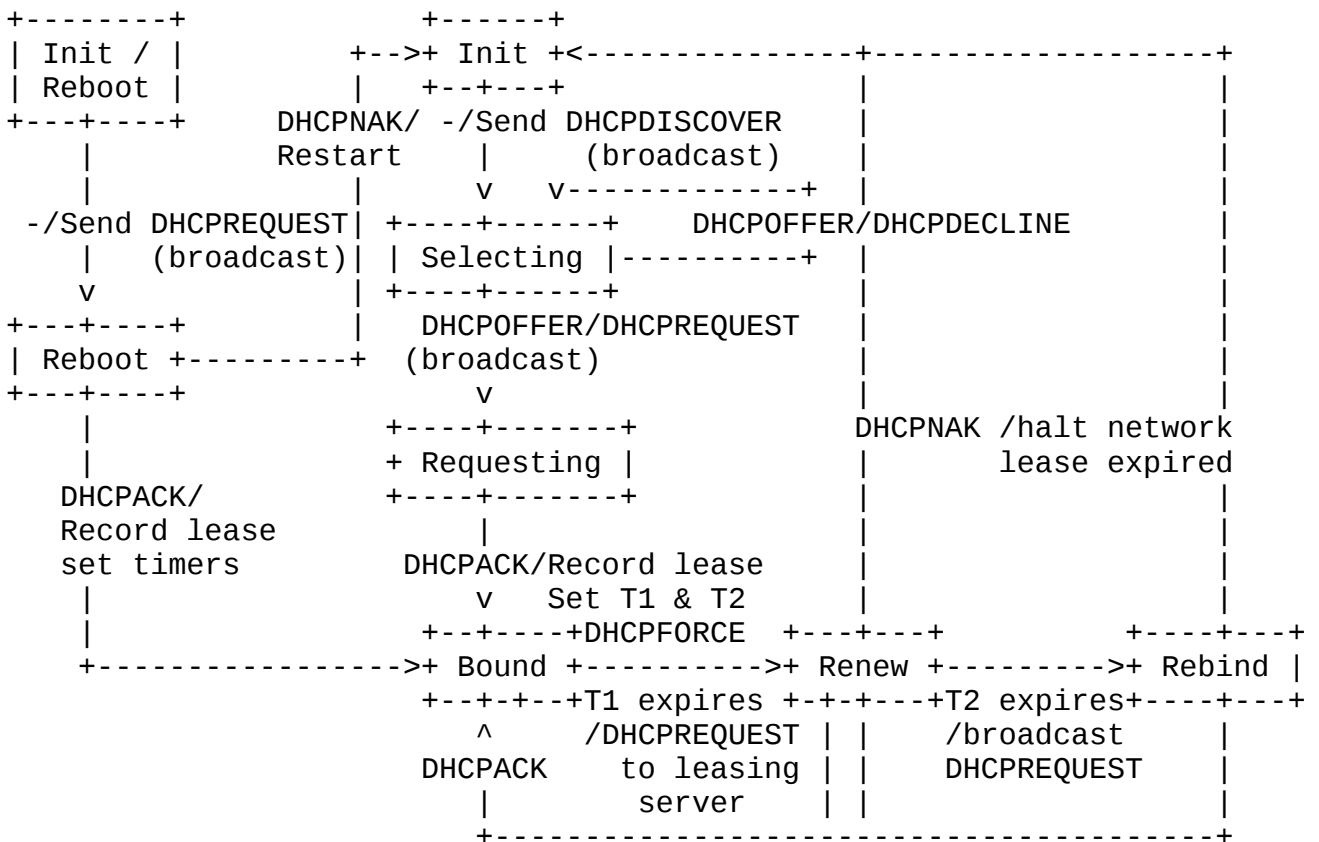 +--------+             +------+
| Init / |         +-->+ Init +<--------------+-------------------+
| Reboot |         |   +--+---+               |                   |
+---+----+     DHCPNAK/ -/Send DHCPDISCOVER    |                   |
    |          Restart    |     (broadcast)    |                   |
    |              |      v   v-------------+  |                   |
 -/Send DHCPREQUEST| +----+------+    DHCPOFFER/DHCPDECLINE        |
    |   (broadcast)| | Selecting |----------+  |                   |
    v              | +----+------+             |                   |
+---+----+         |   DHCPOFFER/DHCPREQUEST   |                   |
| Reboot +---------+  (broadcast)              |                   |
+---+----+                v                    |                   |
    |                +----+-------+           DHCPNAK /halt network
    |                + Requesting |            |       lease expired
   DHCPACK/          +----+-------+            |                   |
   Record lease           |                    |                   |
   set timers         DHCPACK/Record lease     |                   |
    |                     v   Set T1 & T2      |                   |
    |                  +--+----+DHCPFORCE  +---+---+          +----+---+
    +----------------->+ Bound +---------->+ Renew +--------->+ Rebind |
                       +--+-+--+T1 expires +-+-+---+T2 expires+----+---+
                          ^     /DHCPREQUEST | |    /broadcast     |
                       DHCPACK    to leasing | |    DHCPREQUEST    |
                          |        server    | |                   |
                          +----------------------------------------+